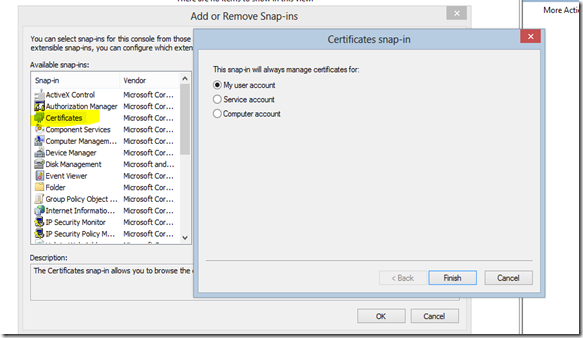 There are no items to show in this view.
More Actio
Add or Remove Snap-ins
You can select snap-ins for this console from those
extensible snap-ins, you can configure which exten
Available snap-ins:
Snap-in Vendor
ActiveX Control Microsoft Cor...
Authorization Manager Microsoft Cor...
Certificates Microsoft Cor...
Component Services Microsoft Cor...
Computer Managem... Microsoft Cor...
Device Manager Microsoft Cor...
Disk Management Microsoft and...
Event Viewer Microsoft Cor...
Folder Microsoft Cor...
Group Policy Object ... Microsoft Cor...
Internet Informatio... Microsoft Cor...
IP Security Monitor Microsoft Cor...
IP Security Policy M... Microsoft Cor...
Description:
The Certificates snap-in allows you to browse the
OK
Cancel
Certificates snap-in
This snap-in will always manage certificates for:
My user account
Service account
Computer account
< Back
Finish
Cancel